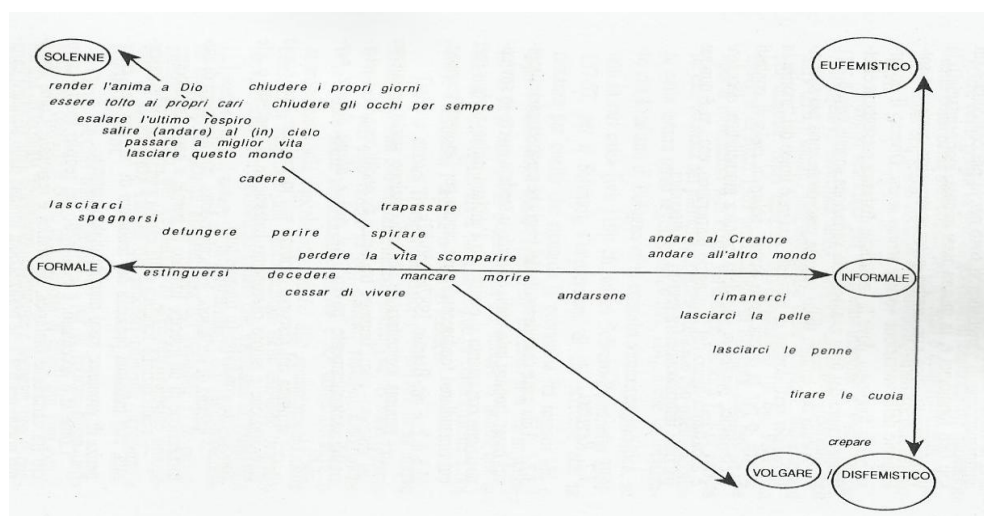 SOLENNE
EUFEMISTICO
render l'anima a Dio chiudere i propri giorni
essere tolto ai propri cari chiudere gli occhi per sempre
esalare l'ultimo respiro
salire (andare) al (in) cielo
passare a miglior vita
lasciare questo mondo
cadere
lasciarci trapassare
spegnersi
defungere perire spirare
andare al Creatore
perdere la vita scomparire andare all'altro mondo
FORMALE
INFORMALE
estinguersi decedere mancare morire
cessar di vivere andarsene rimanerci
lasciarci la pelle
lasciarci le penne
tirare le cuoia
crepare
VOLGARE / DISFEMISTICO